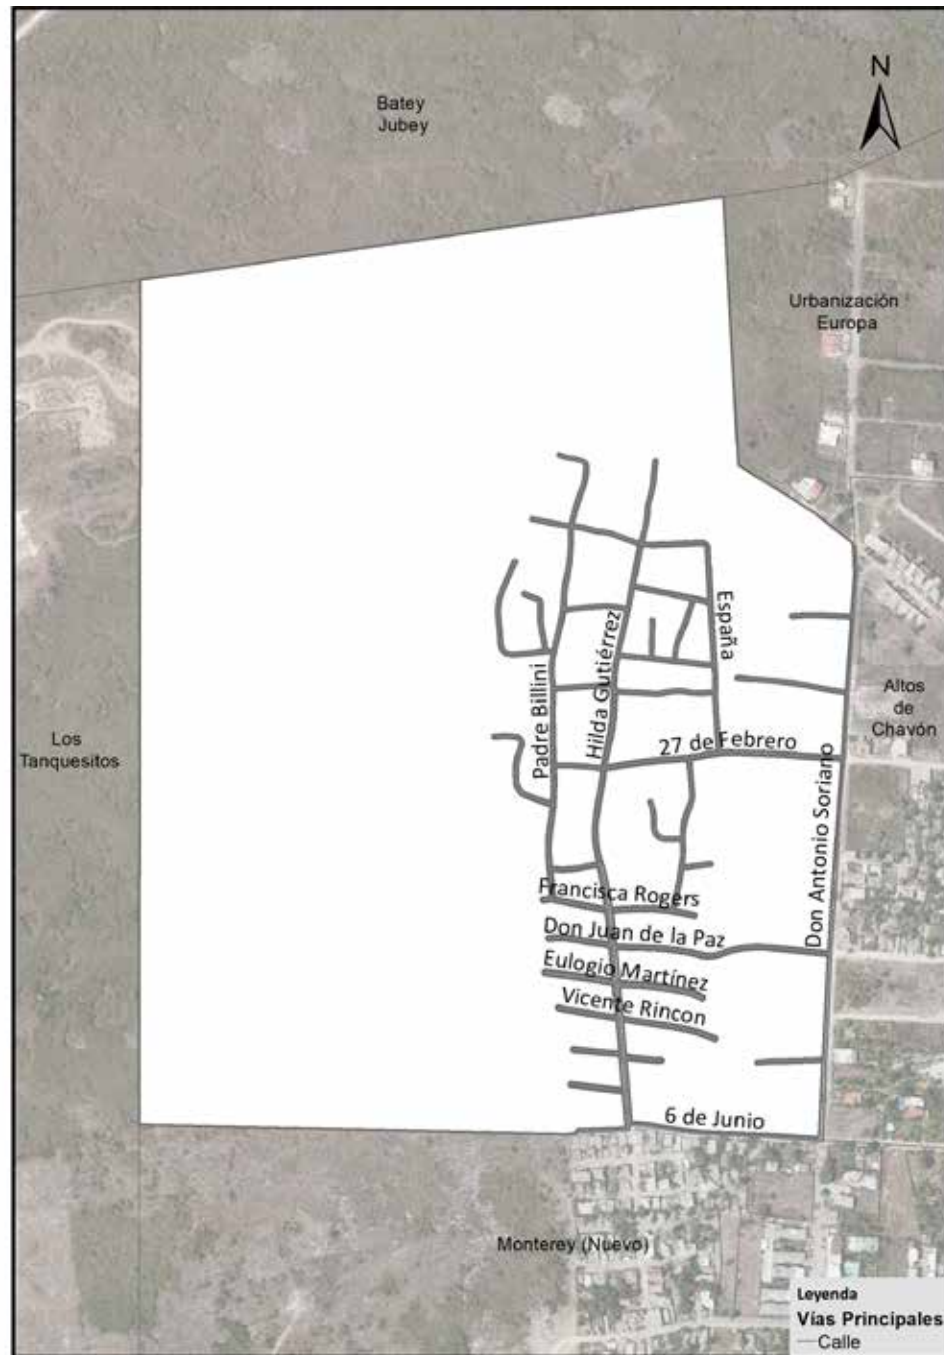 N
Batey
Jubey
Urbanización
Europa
España
Hilda Gutiérrez
Padre Billini
Altos
de
Chavón
Los
Tanquesitos
27 de Febrero
Don Antonio Soriano
Francisca Rogers
Don Juan de la Paz
Eulogio Martínez
Vicente Rincon
6 de Junio
Monterey (Nuevo)
Leyenda
Vías Principales
Calle